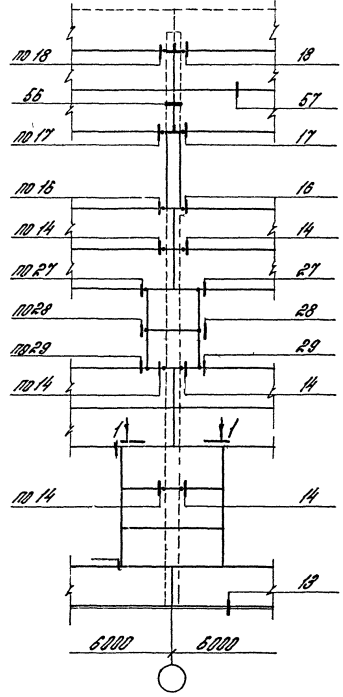 по 18 18
55 57
по 17 17
по 16 16
по 14 14
по 27 27
по 28 28
по 29 29
по 14 14
1 1
по 14 14
13
6000 6000